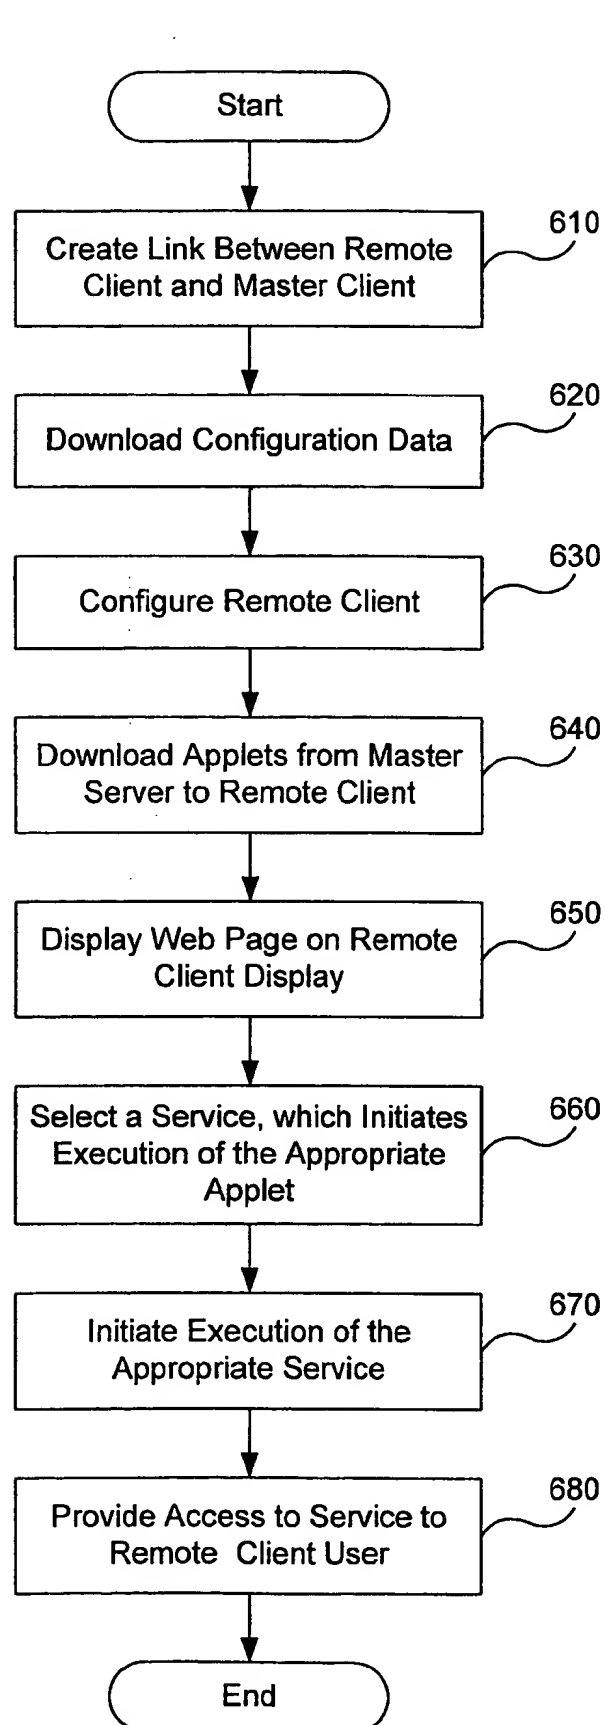 Start
610
Create Link Between Remote
Client and Master Client
620
Download Configuration Data
630
Configure Remote Client
640
Download Applets from Master
Server to Remote Client
650
Display Web Page on Remote
Client Display
660
Select a Service, which Initiates
Execution of the Appropriate
Applet
670
Initiate Execution of the
Appropriate Service
680
Provide Access to Service to
Remote Client User
End